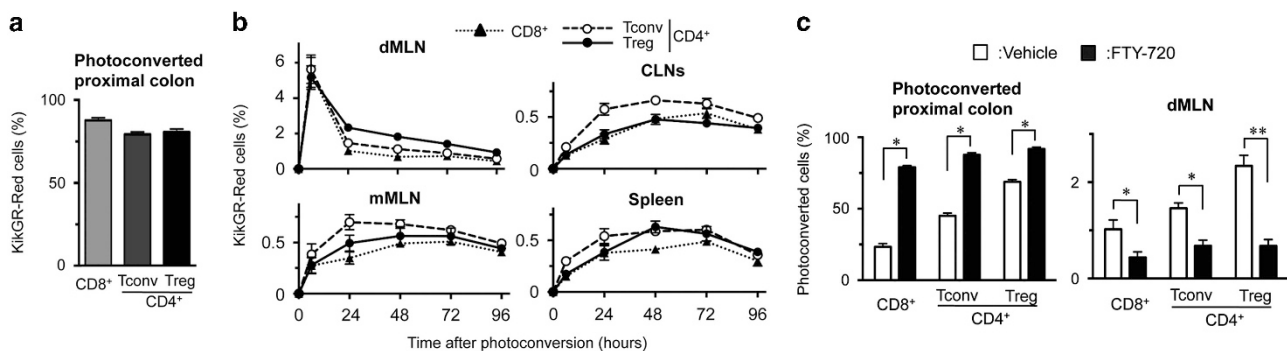 a
Photoconverted
proximal colon
KikGR-Red cells (%)
100
50
0
CD8⁺
Tconv
Treg
CD4⁺
b
CD8⁺
Tconv
Treg
CD4⁺
KikGR-Red cells (%)
dMLN
6
4
2
0
CLNs
0.5
0
mMLN
0.5
0
Spleen
0.5
0
0 24 48 72 96
0 24 48 72 96
Time after photoconversion (hours)
c
:Vehicle
:FTY-720
Photoconverted
proximal colon
Photoconverted cells (%)
100
75
50
25
0
*
*
*
CD8⁺
Tconv
Treg
CD4⁺
dMLN
2
1
0
*
*
**
CD8⁺
Tconv
Treg
CD4⁺